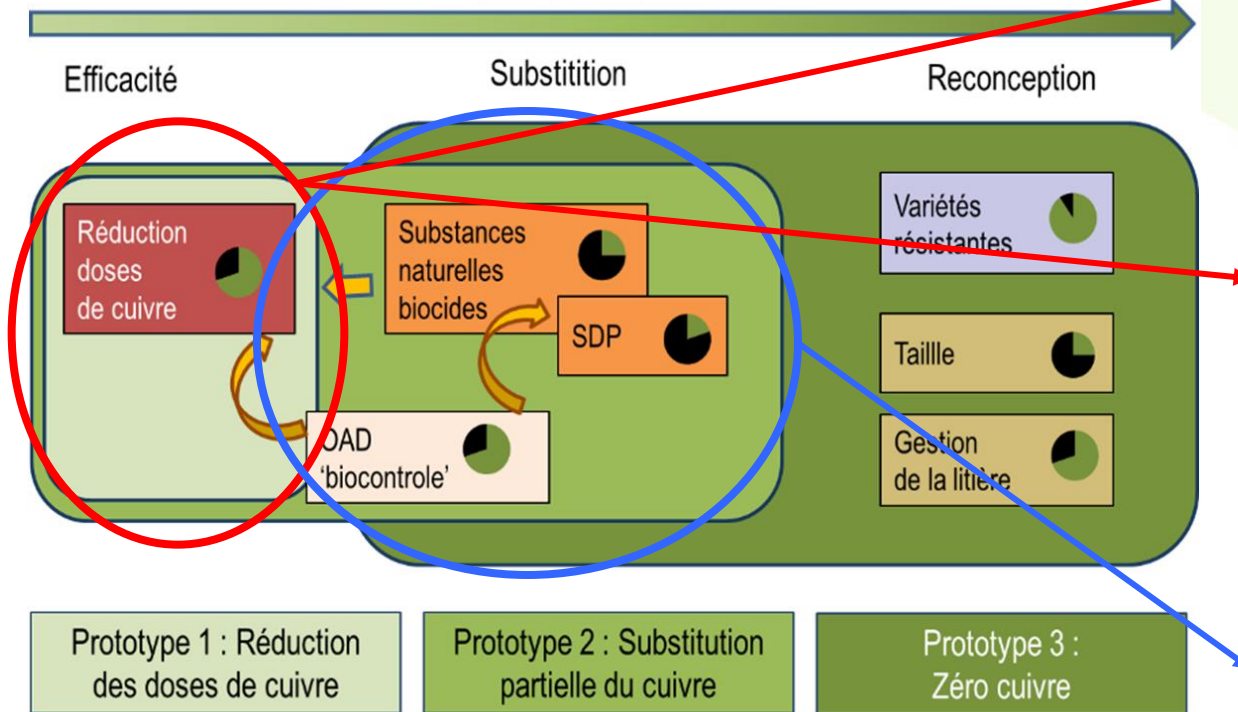 Efficacité
Substitition
Reconception
Réduction
doses
de cuivre
Substances
naturelles
biocides
SDP
OAD
'biocontrole'
Variétés
résistantes
Taillle
Gestion
de la litière
Prototype 1 : Réduction
des doses de cuivre
Prototype 2 : Substitution
partielle du cuivre
Prototype 3 :
Zéro cuivre